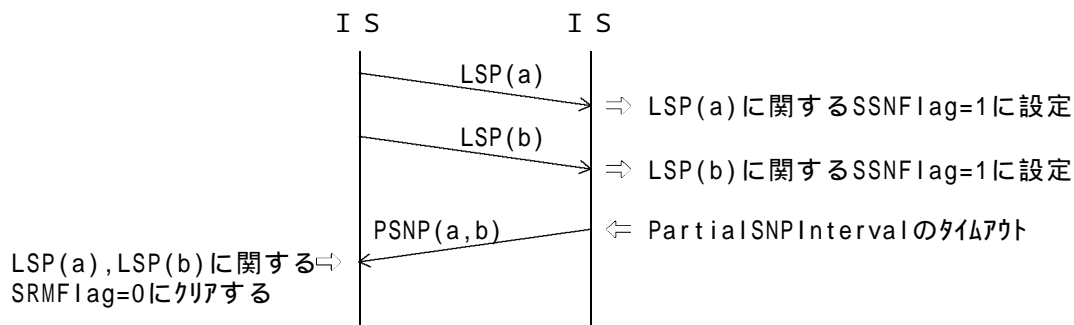 IS IS
LSP(a)
LSP(a)に関するSSNFlag=1に設定
LSP(b)
LSP(b)に関するSSNFlag=1に設定
PSNP(a,b)
PartialSNPIntervalのタイムアウト
LSP(a),LSP(b)に関する
SRMFlag=0にクリアする